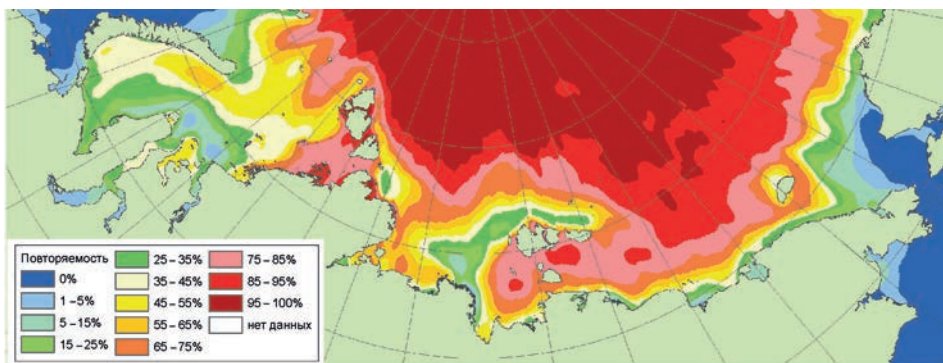 Повторяемость
0%
1 – 5%
5 – 15%
15 – 25%
25 – 35%
35 – 45%
45 – 55%
55 – 65%
65 – 75%
75 – 85%
85 – 95%
95 – 100%
нет данных